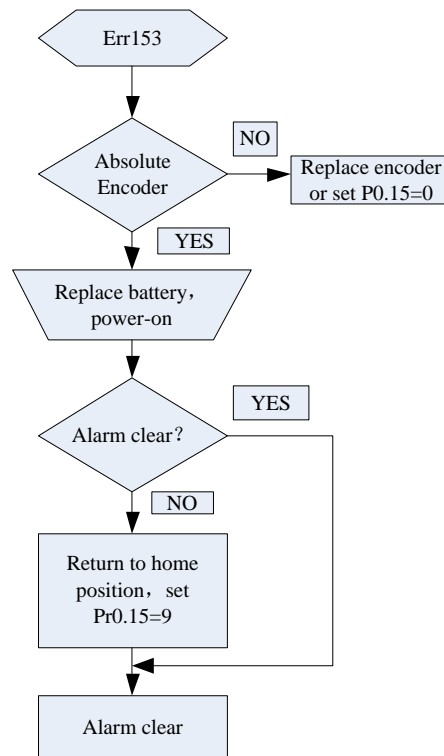 Err153
Absolute
Encoder
NO
Replace encoder
or set P0.15=0
YES
Replace battery，
power-on
YES
Alarm clear？
NO
Return to home
position，set
Pr0.15=9
Alarm clear